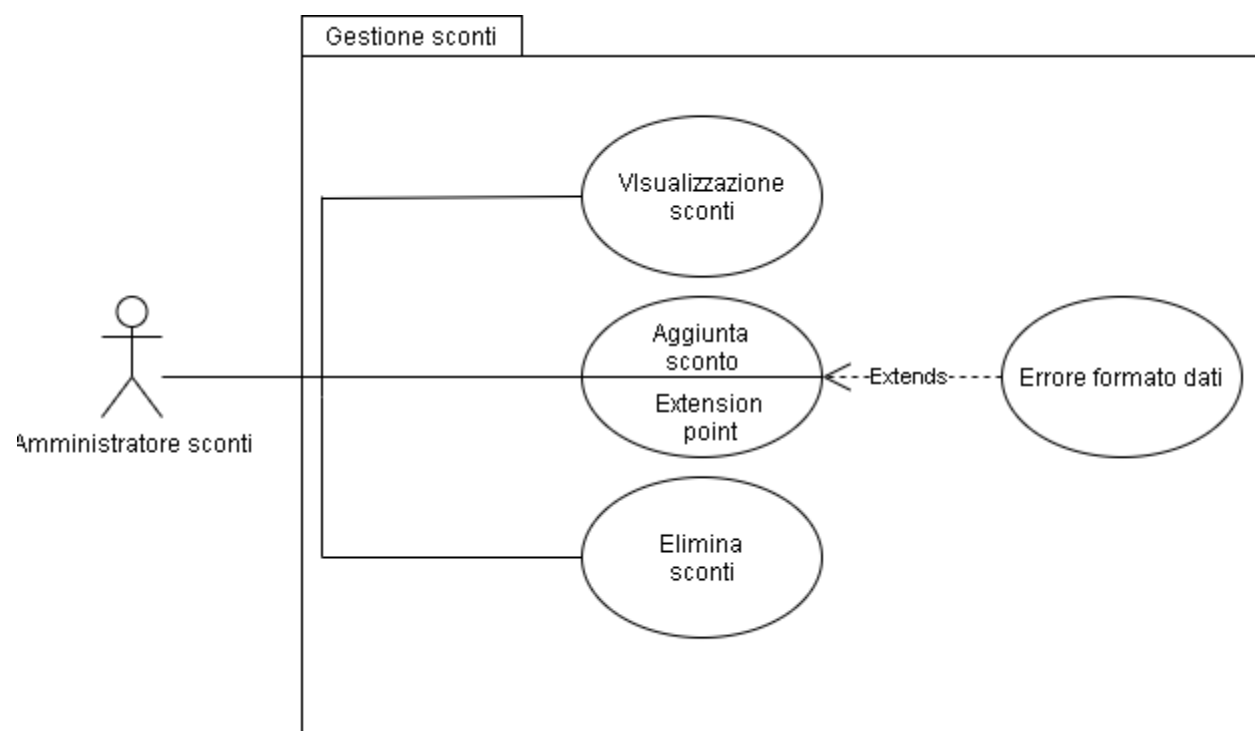 Gestione sconti
VIsualizzazione
sconti
Aggiunta
sconto
Extension
point
Extends
Errore formato dati
Amministratore sconti
Elimina
sconti